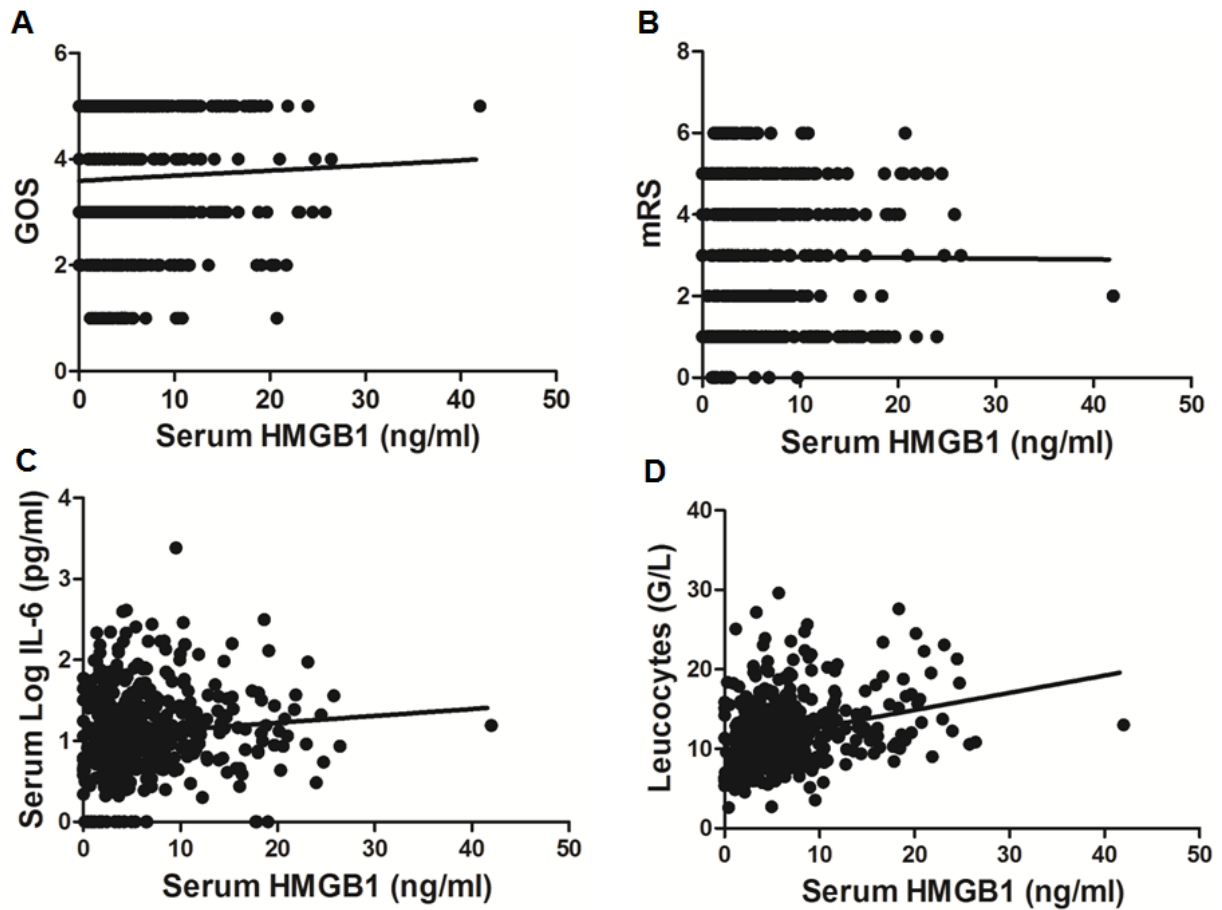 A
GOS
6
4
2
0
0 10 20 30 40 50
Serum HMGB1 (ng/ml)
B
mRS
8
6
4
2
0
0 10 20 30 40 50
Serum HMGB1 (ng/ml)
C
Serum Log IL-6 (pg/ml)
4
3
2
1
0
0 10 20 30 40 50
Serum HMGB1 (ng/ml)
D
Leucocytes (G/L)
40
30
20
10
0
0 10 20 30 40 50
Serum HMGB1 (ng/ml)